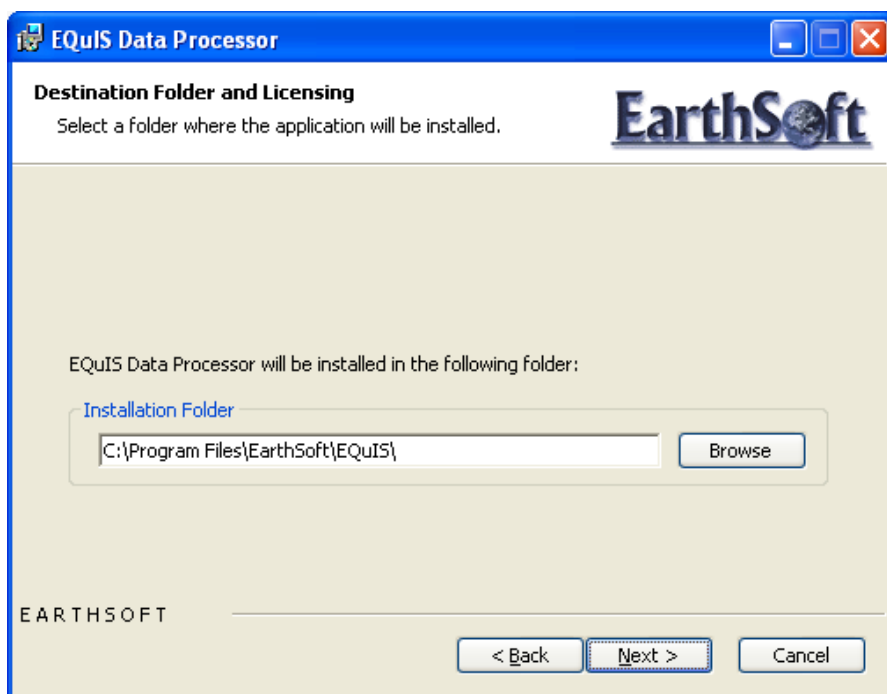 EQuIS Data Processor
Destination Folder and Licensing
Select a folder where the application will be installed.
EarthSoft
EQuIS Data Processor will be installed in the following folder:
Installation Folder
C:\Program Files\EarthSoft\EQuIS\
Browse
EARTHSOFT
< Back
Next >
Cancel